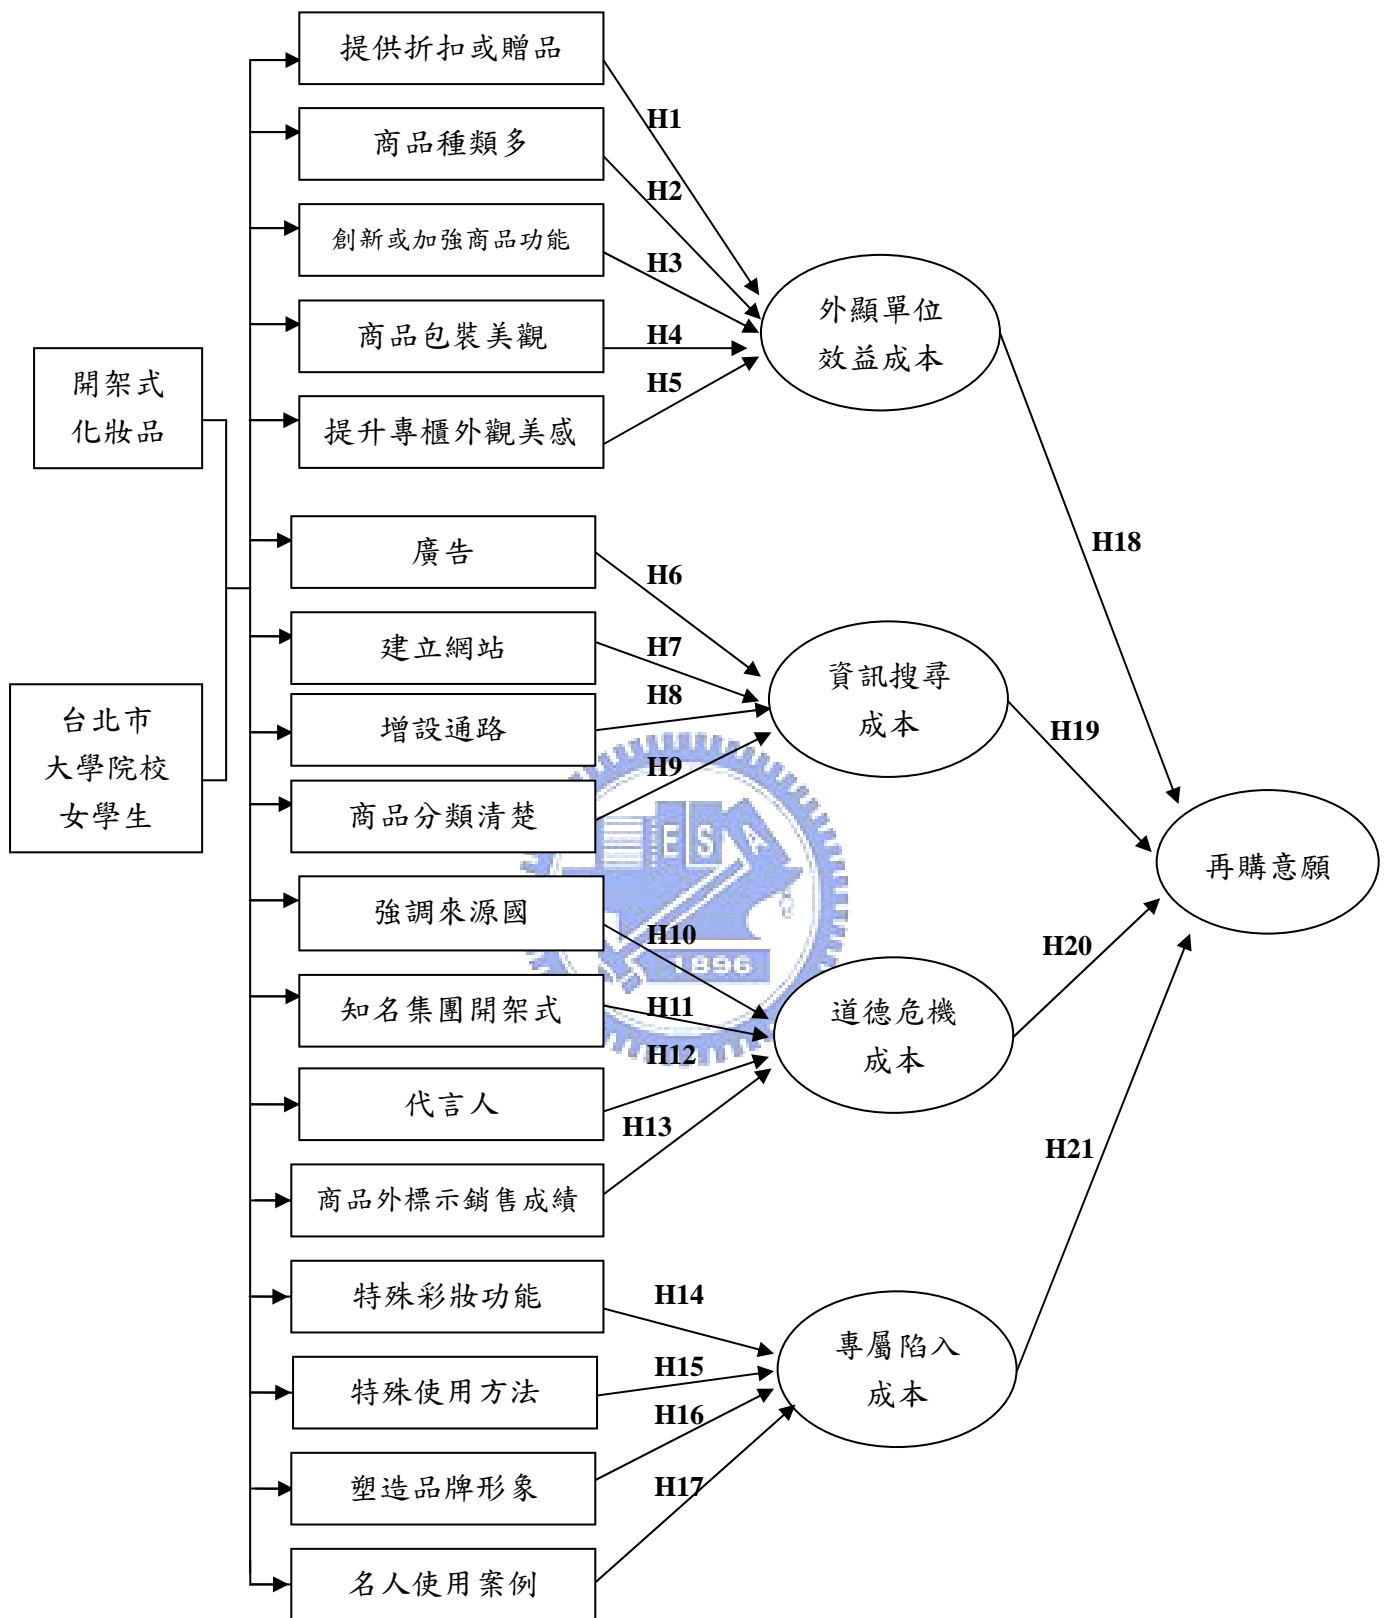 提供折扣或贈品
H1
商品種類多
H2
創新或加強商品功能
H3
商品包裝美觀
H4
提升專櫃外觀美感
H5
外顯單位
效益成本
開架式
化妝品
廣告
H6
建立網站
H7
增設通路
H8
商品分類清楚
H9
資訊搜尋
成本
H18
H19
台北市
大學院校
女學生
再購意願
強調來源國
H10
知名集團開架式
H11
代言人
H12
商品外標示銷售成績
H13
道德危機
成本
H20
H21
特殊彩妝功能
H14
特殊使用方法
H15
塑造品牌形象
H16
名人使用案例
H17
專屬陷入
成本
E S A
1896